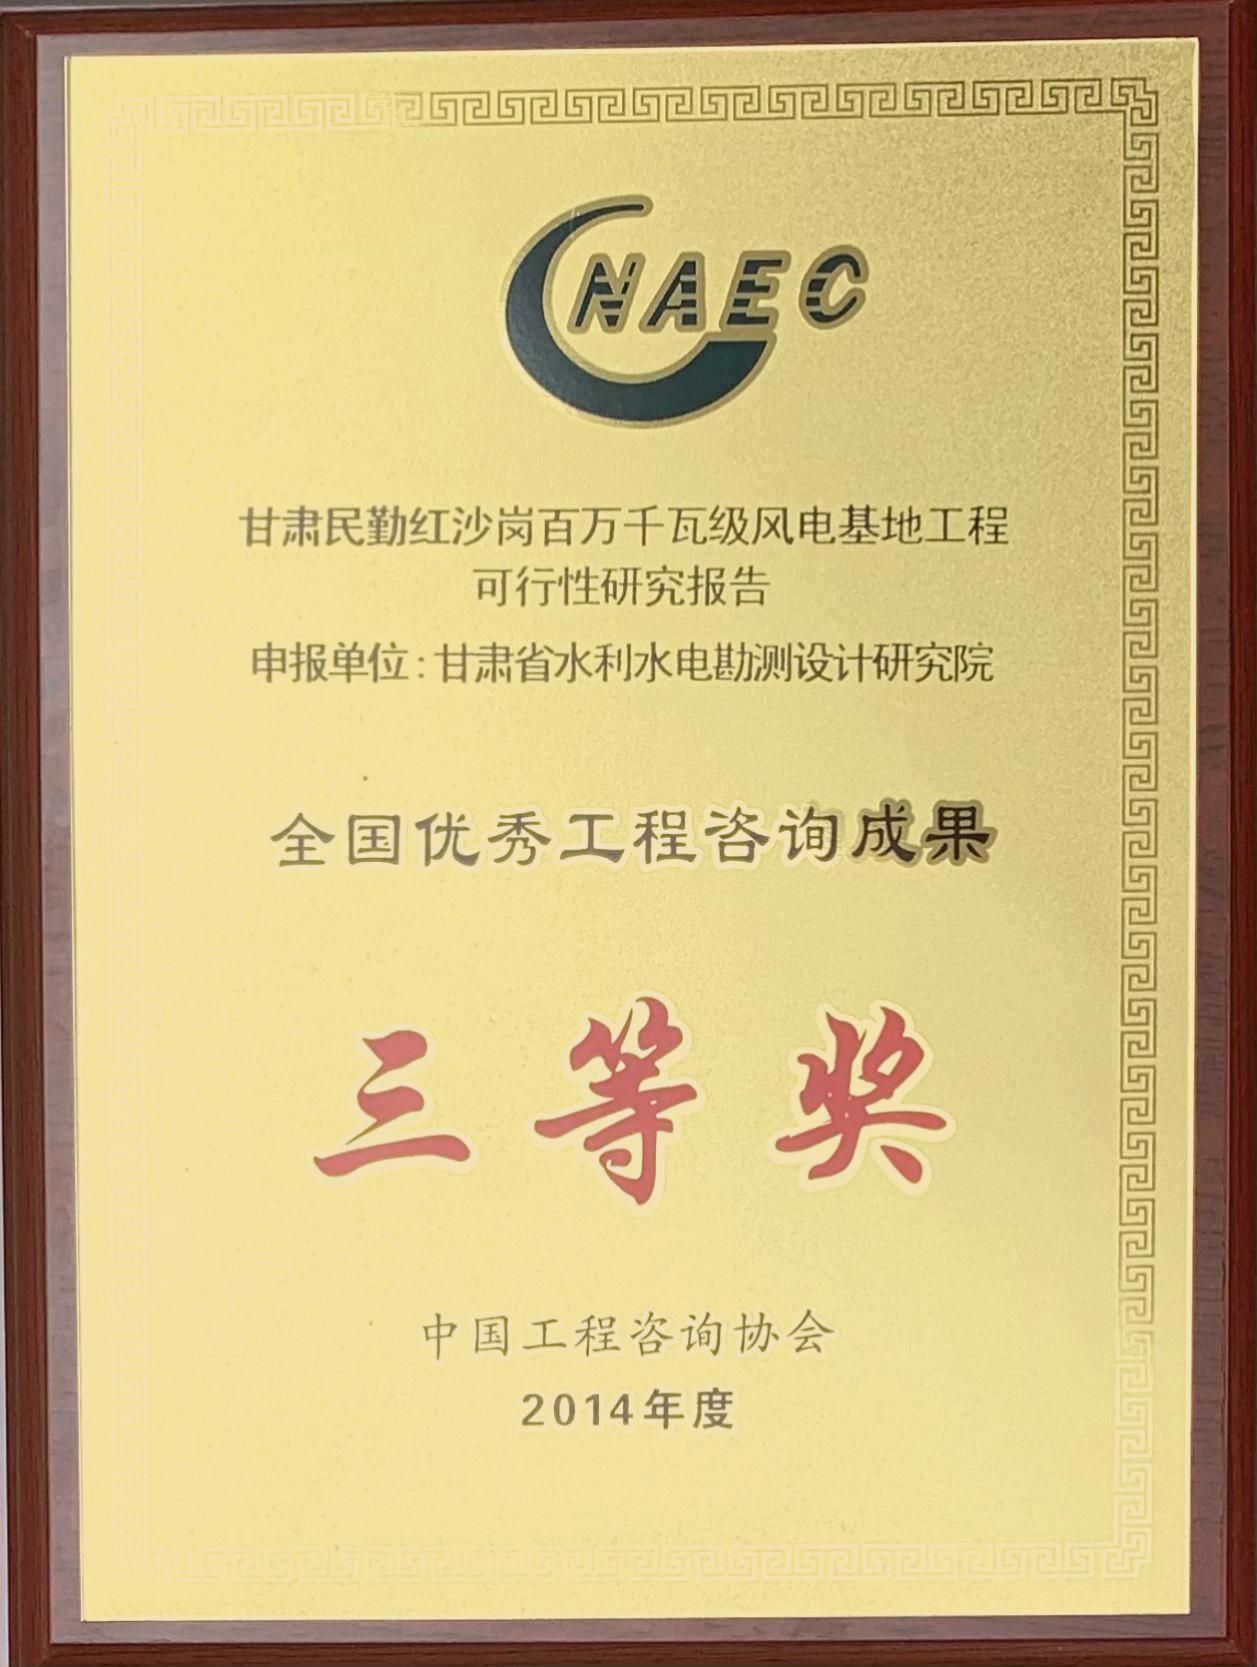 CNAEC
甘肃民勤红沙岗百万千瓦级风电基地工程
可行性研究报告
申报单位:甘肃省水利水电勘测设计研究院
全国优秀工程咨询成果
三等奖
中国工程咨询协会
2014年度